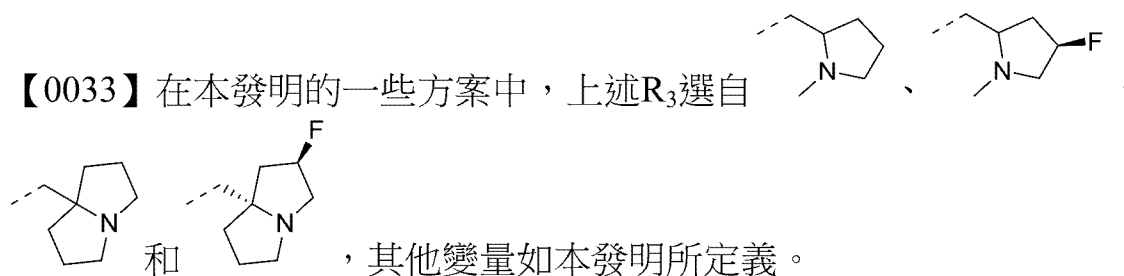 【0033】在本發明的一些方案中，上述R₃選自 N 、 N F 、
N 和 F N ，其他變量如本發明所定義。